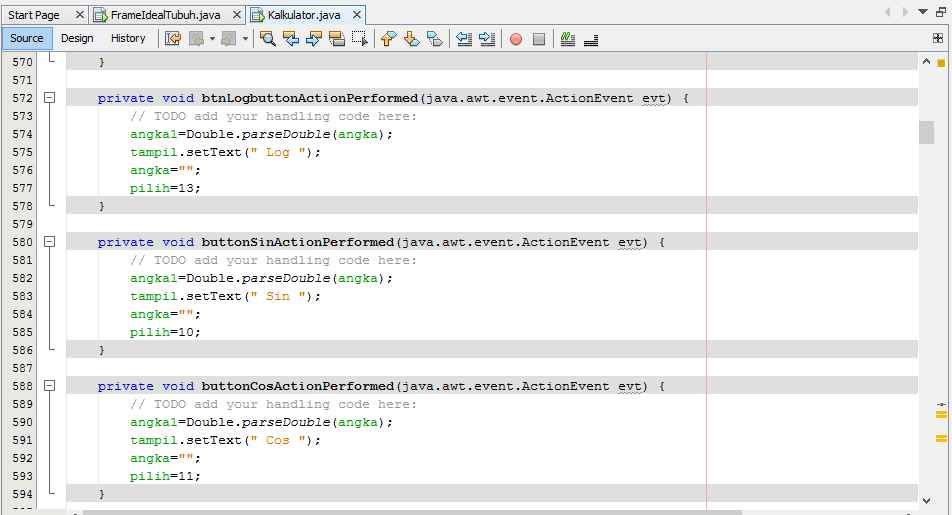 Start Page FrameIdealTubuh.java Kalkulator.java
Source Design History
570 }
571
572 private void btnLogbuttonActionPerformed(java.awt.event.ActionEvent evt) {
573 // TODO add your handling code here:
574 angka1=Double.parseDouble(angka);
575 tampil.setText(" Log ");
576 angka="";
577 pilih=13;
578 }
579
580 private void buttonSinActionPerformed(java.awt.event.ActionEvent evt) {
581 // TODO add your handling code here:
582 angka1=Double.parseDouble(angka);
583 tampil.setText(" Sin ");
584 angka="";
585 pilih=10;
586 }
587
588 private void buttonCosActionPerformed(java.awt.event.ActionEvent evt) {
589 // TODO add your handling code here:
590 angka1=Double.parseDouble(angka);
591 tampil.setText(" Cos ");
592 angka="";
593 pilih=11;
594 }